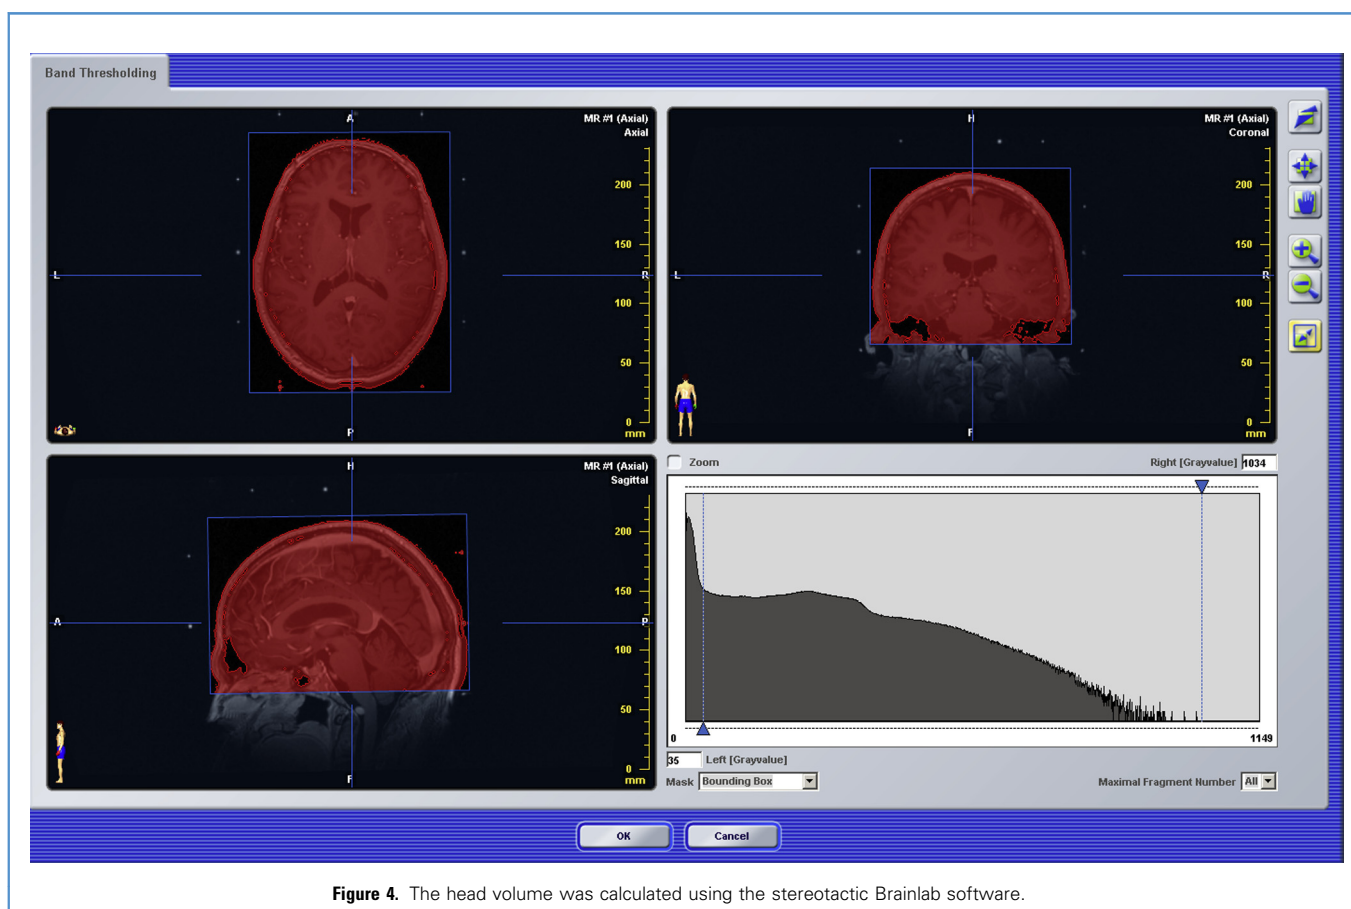 Band Thresholding
A
MR #1 (Axial)
Axial
200
150
L
R
100
50
0
P
mm
H
MR #1 (Axial)
Coronal
200
150
L
R
100
50
0
F
mm
H
MR #1 (Axial)
Sagittal
200
150
A
P
100
50
0
F
mm
Zoom
Right [Grayvalue] 1034
0
1149
35 Left [Grayvalue]
Mask Bounding Box
Maximal Fragment Number All
OK
Cancel
Figure 4. The head volume was calculated using the stereotactic Brainlab software.